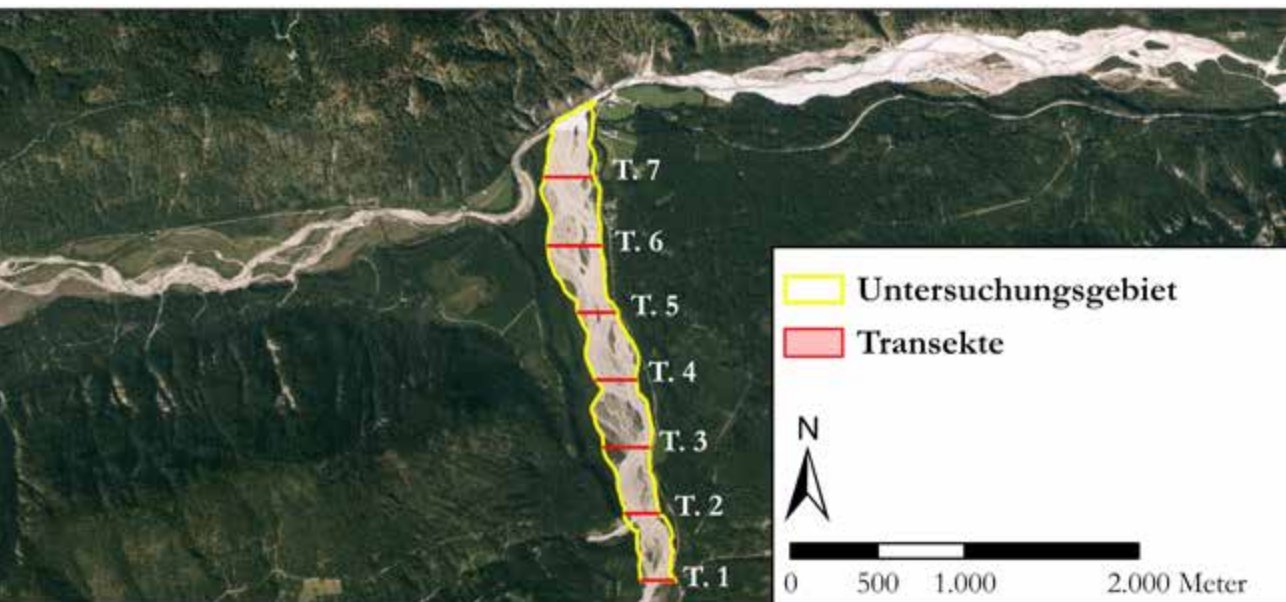 T. 7
T. 6
T. 5
T. 4
T. 3
T. 2
T. 1
Untersuchungsgebiet
Transekte
N
0 500 1.000 2.000 Meter